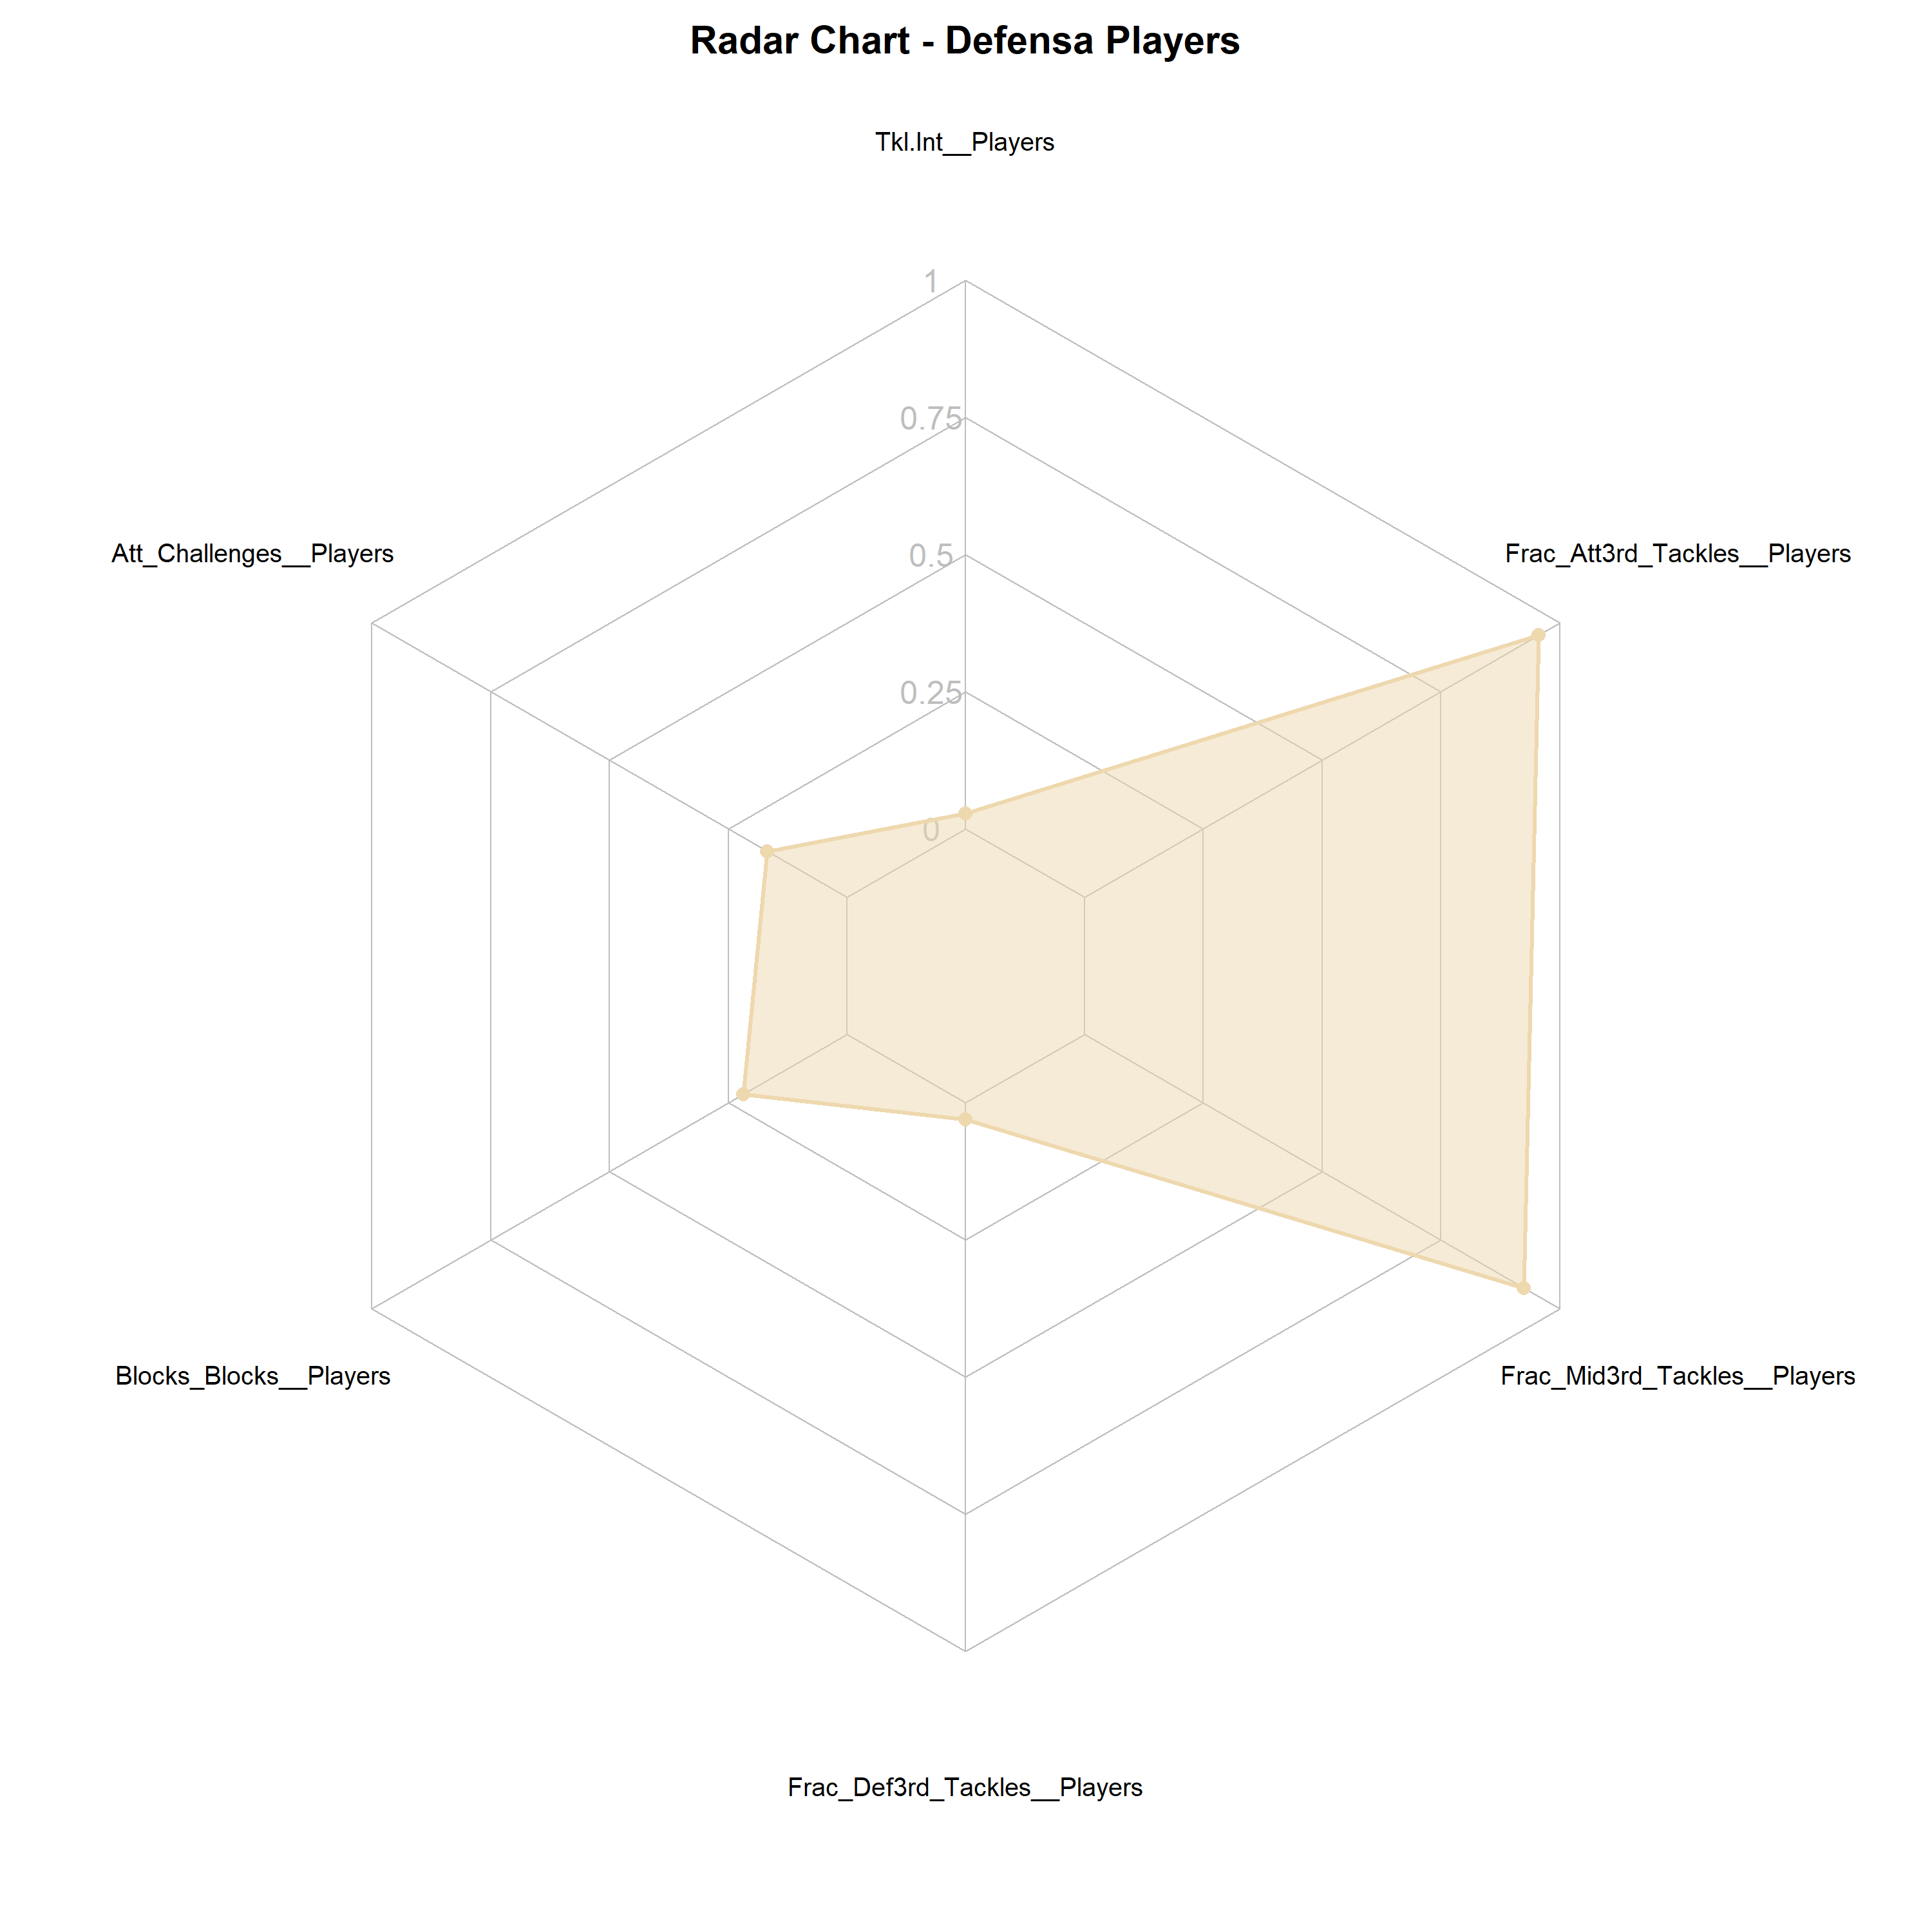 Radar Chart - Defensa Players
Tkl.Int__Players
1
0.75
0.5
Att_Challenges__Players
Frac_Att3rd_Tackles__Players
0.25
0
Blocks_Blocks__Players
Frac_Mid3rd_Tackles__Players
Frac_Def3rd_Tackles__Players